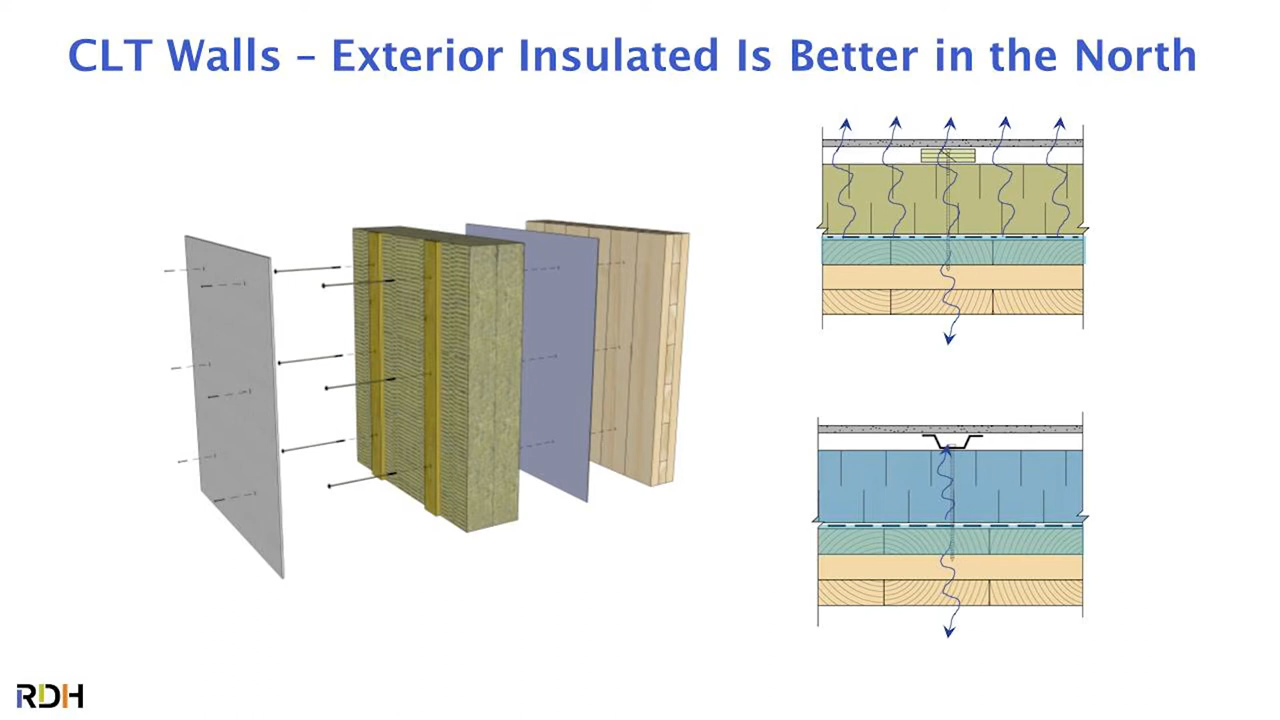 CLT Walls – Exterior Insulated Is Better in the North
RDH